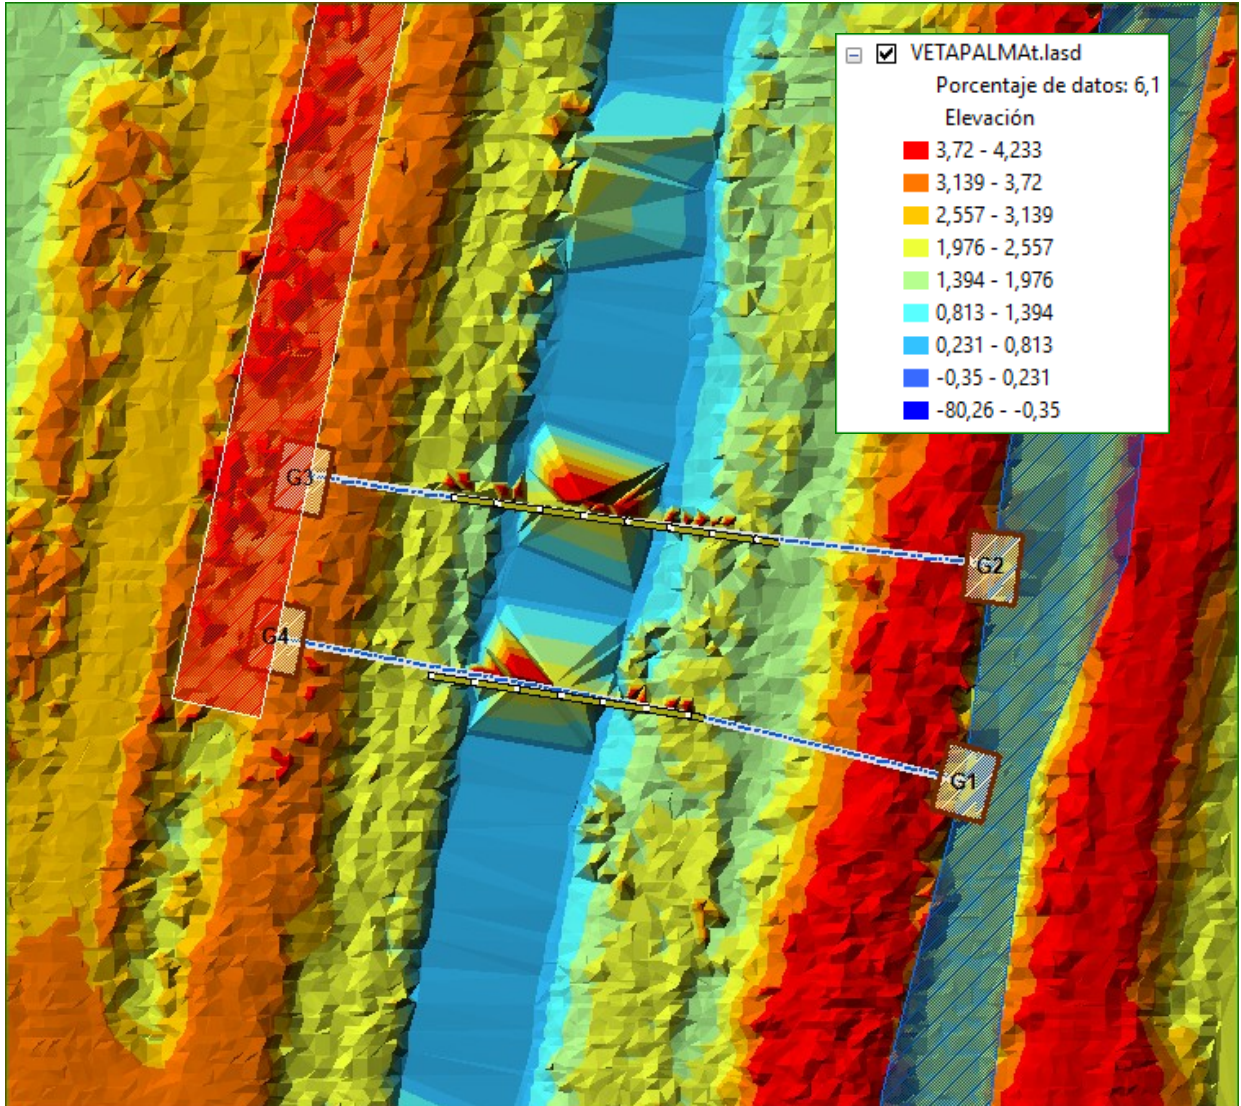 VETAPALMAt.lasd
Porcentaje de datos: 6,1
Elevación
3,72 - 4,233
3,139 - 3,72
2,557 - 3,139
1,976 - 2,557
1,394 - 1,976
0,813 - 1,394
0,231 - 0,813
-0,35 - 0,231
-80,26 - -0,35
G3
G2
G4
G1